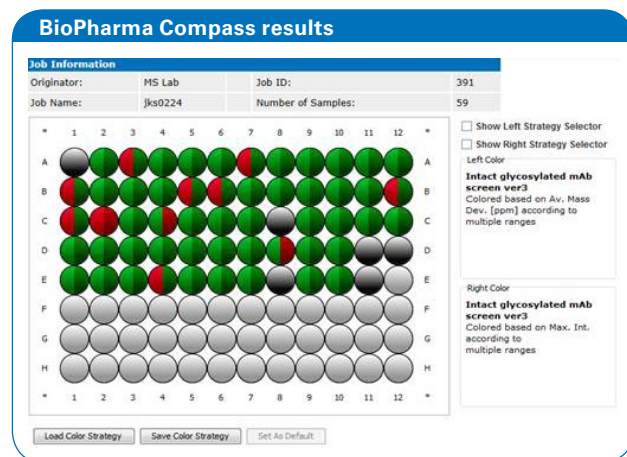 BioPharma Compass results
Job Information
Originator: MS Lab Job ID: 391
Job Name: jks0224 Number of Samples: 59
* 1 2 3 4 5 6 7 8 9 10 11 12 *
A A
B B
C C
D D
E E
F F
G G
H H
* 1 2 3 4 5 6 7 8 9 10 11 12 *
Show Left Strategy Selector
Show Right Strategy Selector
Left Color
Intact glycosylated mAb
screen ver3
Colored based on Av. Mass
Dev. [ppm] according to
multiple ranges
Right Color
Intact glycosylated mAb
screen ver3
Colored based on Max. Int.
according to
multiple ranges
Load Color Strategy Save Color Strategy Set As Default